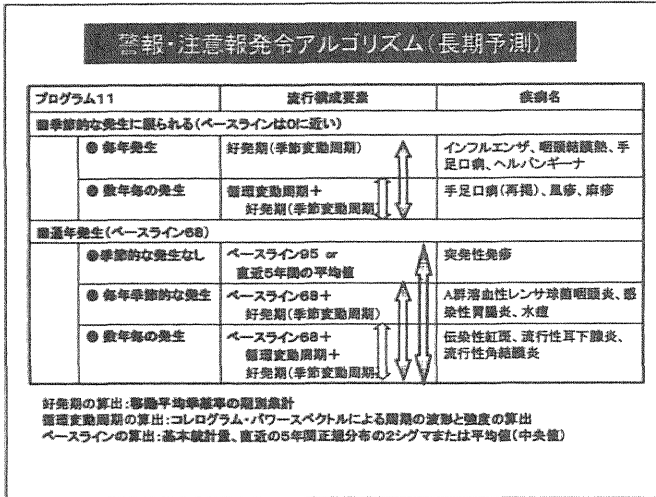 警報・注意報発令アルゴリズム(長期予測)
プログラム11 流行構成要素 疾病名
■季節的な発生に限られる(ベースラインは0に近い)
● 毎年発生 好発期(季節変動周期) インフルエンザ、咽頭結膜熱、手
足口病、ヘルパンギーナ
● 数年毎の発生 循環変動周期+ 手足口病(再掲)、風疹、麻疹
好発期(季節変動周期
■通年発生(ベースライン68)
●季節的な発生なし ベースライン95 or 突発性発疹
直近5年間の平均値
● 毎年季節的な発生 ベースライン68+ A群溶血性レンサ球菌咽頭炎、感
好発期(季節変動周期) 染性胃腸炎、水痘
● 数年毎の発生 ベースライン68+ 伝染性紅斑、流行性耳下腺炎、
循環変動周期+ 流行性角結膜炎
好発期(季節変動周期
好発期の算出:移動平均季節率の期別集計
循環変動周期の算出:コレログラム・パワースペクトルによる周期の波形と強度の算出
ベースラインの算出:基本統計量、直近の5年間正規分布の2シグマまたは平均値(中央値)